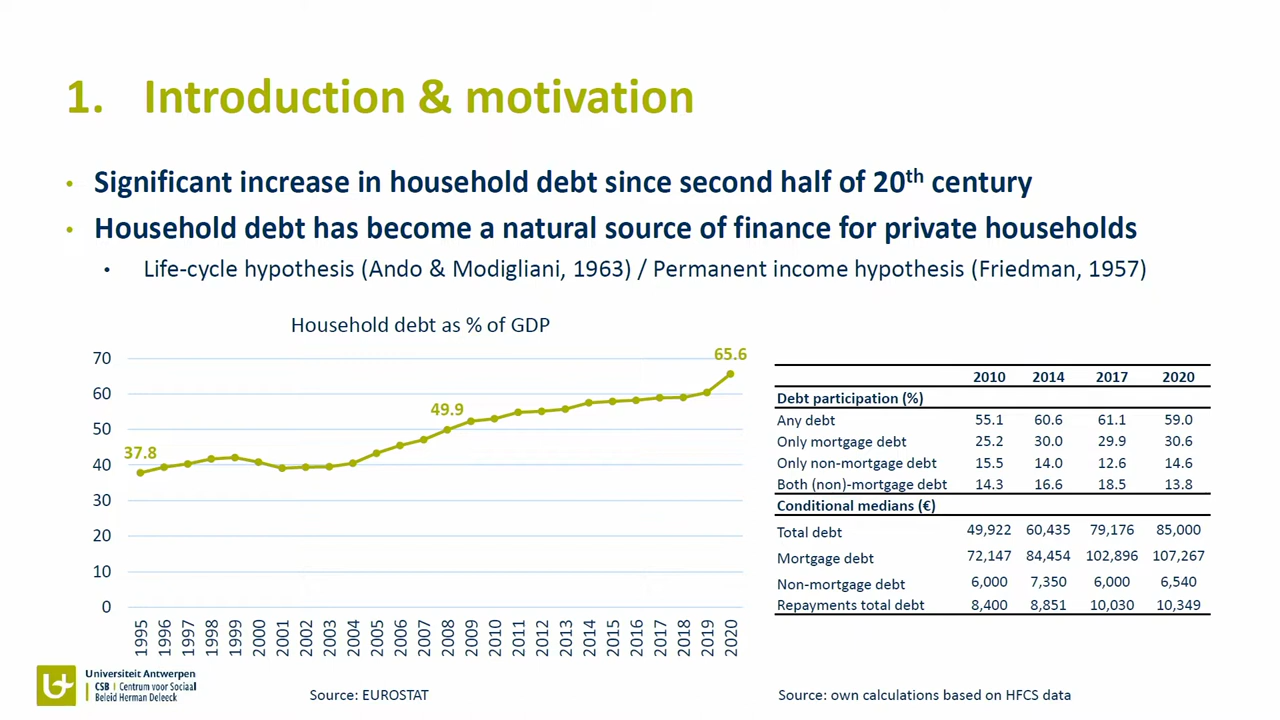 1. Introduction & motivation
• Significant increase in household debt since second half of 20th century
• Household debt has become a natural source of finance for private households
• Life-cycle hypothesis (Ando & Modigliani, 1963) / Permanent income hypothesis (Friedman, 1957)
Household debt as % of GDP
70
60
50
40
30
20
10
0
37.8
49.9
65.6
1995 1996 1997 1998 1999 2000 2001 2002 2003 2004 2005 2006 2007 2008 2009 2010 2011 2012 2013 2014 2015 2016 2017 2018 2019 2020
Source: EUROSTAT
2010 2014 2017 2020
Debt participation (%)
Any debt 55.1 60.6 61.1 59.0
Only mortgage debt 25.2 30.0 29.9 30.6
Only non-mortgage debt 15.5 14.0 12.6 14.6
Both (non)-mortgage debt 14.3 16.6 18.5 13.8
Conditional medians (€)
Total debt 49,922 60,435 79,176 85,000
Mortgage debt 72,147 84,454 102,896 107,267
Non-mortgage debt 6,000 7,350 6,000 6,540
Repayments total debt 8,400 8,851 10,030 10,349
Source: own calculations based on HFCS data
Universiteit Antwerpen
CSB | Centrum voor Sociaal
Beleid Herman Deleeck